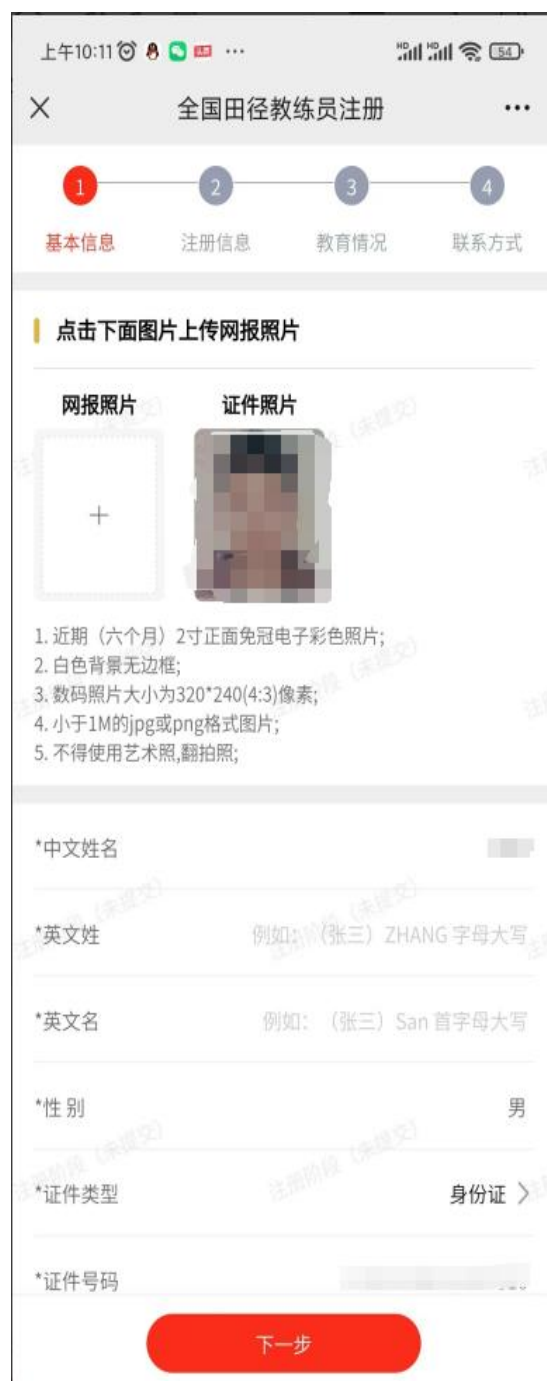 上午10:11
54
全国田径教练员注册
1 2 3 4
基本信息 注册信息 教育情况 联系方式
点击下面图片上传网报照片
网报照片 证件照片
1. 近期（六个月）2寸正面免冠电子彩色照片;
2. 白色背景无边框;
3. 数码照片大小为320*240(4:3)像素;
4. 小于1M的jpg或png格式图片;
5. 不得使用艺术照,翻拍照;
*中文姓名
*英文姓 例如: （张三）ZHANG 字母大写
*英文名 例如: （张三）San 首字母大写
*性 别 男
*证件类型 身份证
*证件号码
下一步
注册阶段（未提交）